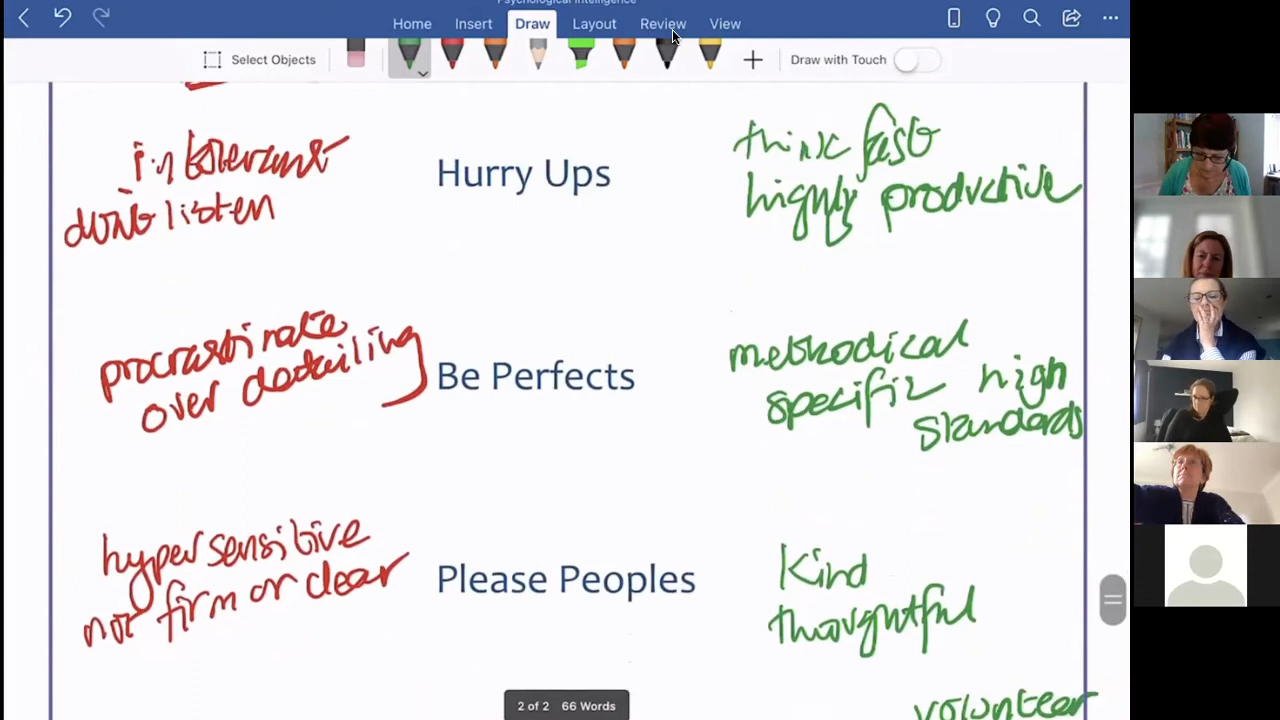 Psychological Intelligence
Home Insert Draw Layout Review View
Select Objects
Draw with Touch
intolerant
don't listen
Hurry Ups
think fast
highly productive
procrastinate
over detailing
Be Perfects
methodical
specific high
standards
hypersensitive
not firm or clear
Please Peoples
Kind
thoughtful
volunteer
2 of 2 66 Words